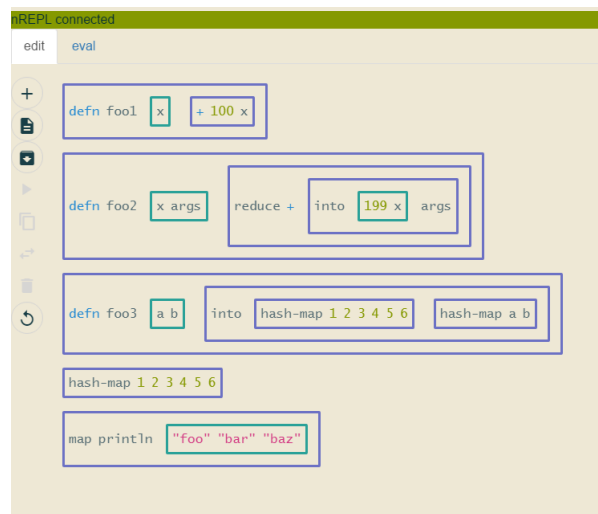 nREPL connected
edit eval
defn foo1 x + 100 x
defn foo2 x args reduce + into 199 x args
defn foo3 a b into hash-map 1 2 3 4 5 6 hash-map a b
hash-map 1 2 3 4 5 6
map println "foo" "bar" "baz"